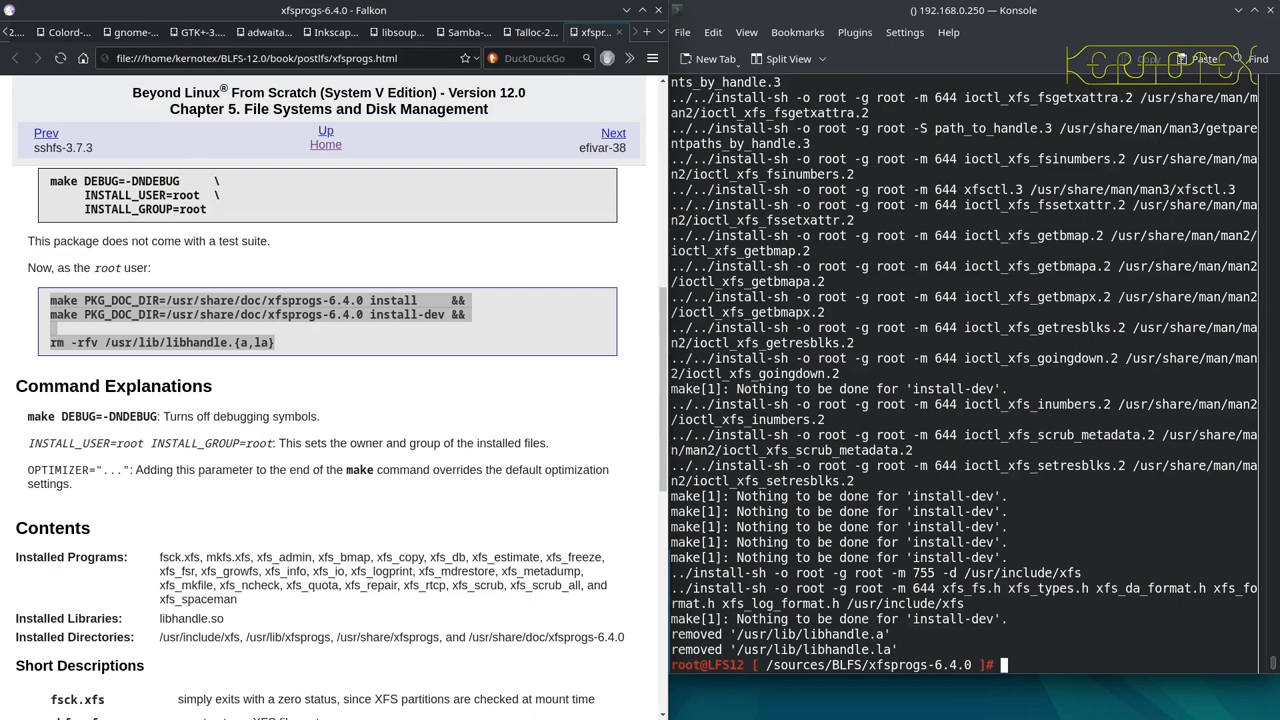 xfsprogs-6.4.0 - Falkon
2....
Colord-...
gnome-...
GTK+-3....
adwaita...
Inkscap...
libsoup...
Samba-...
Talloc-2...
xfspr...
file:///home/kernotex/BLFS-12.0/book/postlfs/xfsprogs.html
DuckDuckGo
Beyond Linux® From Scratch (System V Edition) - Version 12.0
Chapter 5. File Systems and Disk Management
Prev
Up
Next
sshfs-3.7.3
Home
efivar-38
make DEBUG=-DNDEBUG     \
INSTALL_USER=root  \
INSTALL_GROUP=root
This package does not come with a test suite.
Now, as the root user:
make PKG_DOC_DIR=/usr/share/doc/xfsprogs-6.4.0 install     &&
make PKG_DOC_DIR=/usr/share/doc/xfsprogs-6.4.0 install-dev &&
rm -rfv /usr/lib/libhandle.{a,la}
Command Explanations
make DEBUG=-DNDEBUG: Turns off debugging symbols.
INSTALL_USER=root INSTALL_GROUP=root: This sets the owner and group of the installed files.
OPTIMIZER="...": Adding this parameter to the end of the make command overrides the default optimization
settings.
Contents
Installed Programs: fsck.xfs, mkfs.xfs, xfs_admin, xfs_bmap, xfs_copy, xfs_db, xfs_estimate, xfs_freeze,
xfs_fsr, xfs_growfs, xfs_info, xfs_io, xfs_logprint, xfs_mdrestore, xfs_metadump,
xfs_mkfile, xfs_ncheck, xfs_quota, xfs_repair, xfs_rtcp, xfs_scrub, xfs_scrub_all, and
xfs_spaceman
Installed Libraries: libhandle.so
Installed Directories: /usr/include/xfs, /usr/lib/xfsprogs, /usr/share/xfsprogs, and /usr/share/doc/xfsprogs-6.4.0
Short Descriptions
fsck.xfs simply exits with a zero status, since XFS partitions are checked at mount time
() 192.168.0.250 — Konsole
File Edit View Bookmarks Plugins Settings Help
New Tab
Split View
Copy
Paste
Find
KERNOTEX
nts_by_handle.3
../../install-sh -o root -g root -m 644 ioctl_xfs_fsgetxattra.2 /usr/share/man/m
an2/ioctl_xfs_fsgetxattra.2
../../install-sh -o root -g root -S path_to_handle.3 /usr/share/man/man3/getpare
ntpaths_by_handle.3
../../install-sh -o root -g root -m 644 ioctl_xfs_fsinumbers.2 /usr/share/man/ma
n2/ioctl_xfs_fsinumbers.2
../../install-sh -o root -g root -m 644 xfsctl.3 /usr/share/man/man3/xfsctl.3
../../install-sh -o root -g root -m 644 ioctl_xfs_fssetxattr.2 /usr/share/man/ma
n2/ioctl_xfs_fssetxattr.2
../../install-sh -o root -g root -m 644 ioctl_xfs_getbmap.2 /usr/share/man/man2/
ioctl_xfs_getbmap.2
../../install-sh -o root -g root -m 644 ioctl_xfs_getbmapa.2 /usr/share/man/man2
/ioctl_xfs_getbmapa.2
../../install-sh -o root -g root -m 644 ioctl_xfs_getbmapx.2 /usr/share/man/man2
/ioctl_xfs_getbmapx.2
../../install-sh -o root -g root -m 644 ioctl_xfs_getresblks.2 /usr/share/man/ma
n2/ioctl_xfs_getresblks.2
../../install-sh -o root -g root -m 644 ioctl_xfs_goingdown.2 /usr/share/man/man
2/ioctl_xfs_goingdown.2
make[1]: Nothing to be done for 'install-dev'.
../../install-sh -o root -g root -m 644 ioctl_xfs_inumbers.2 /usr/share/man/man2
/ioctl_xfs_inumbers.2
../../install-sh -o root -g root -m 644 ioctl_xfs_scrub_metadata.2 /usr/share/ma
n/man2/ioctl_xfs_scrub_metadata.2
../../install-sh -o root -g root -m 644 ioctl_xfs_setresblks.2 /usr/share/man/ma
n2/ioctl_xfs_setresblks.2
make[1]: Nothing to be done for 'install-dev'.
make[1]: Nothing to be done for 'install-dev'.
make[1]: Nothing to be done for 'install-dev'.
make[1]: Nothing to be done for 'install-dev'.
make[1]: Nothing to be done for 'install-dev'.
../install-sh -o root -g root -m 755 -d /usr/include/xfs
../install-sh -o root -g root -m 644 xfs_fs.h xfs_types.h xfs_da_format.h xfs_fo
rmat.h xfs_log_format.h /usr/include/xfs
make[1]: Nothing to be done for 'install-dev'.
removed '/usr/lib/libhandle.a'
removed '/usr/lib/libhandle.la'
root@LFS12 [ /sources/BLFS/xfsprogs-6.4.0 ]#